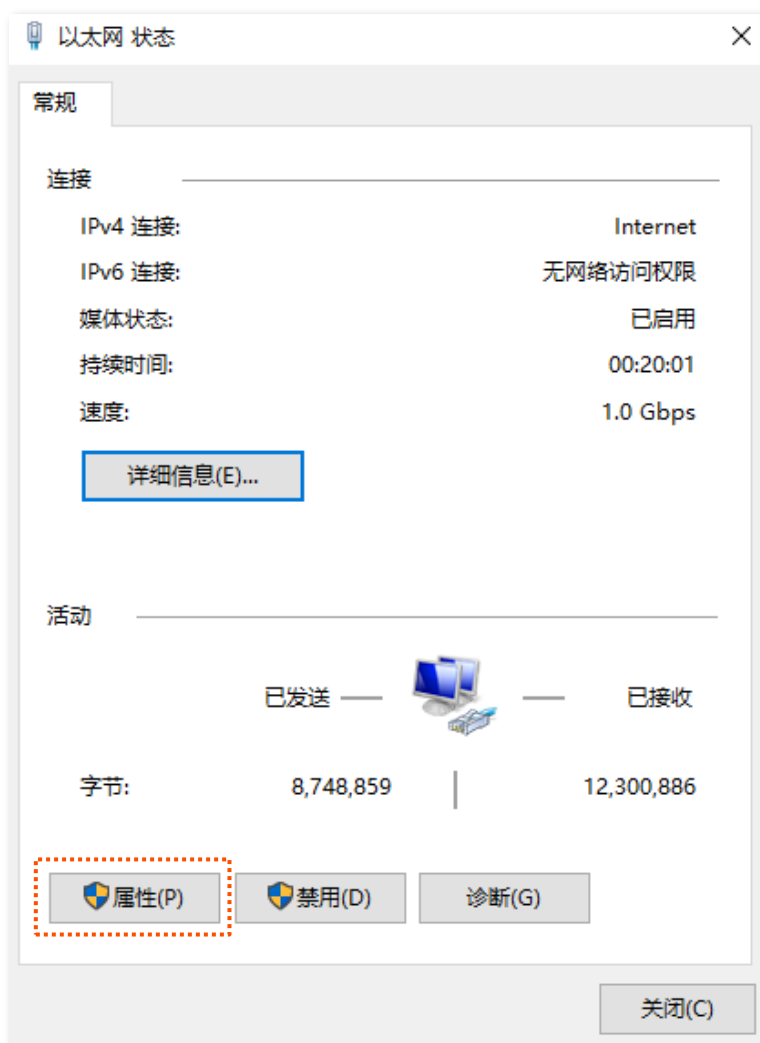 以太网 状态
常规
连接
IPv4 连接: Internet
IPv6 连接: 无网络访问权限
媒体状态: 已启用
持续时间: 00:20:01
速度: 1.0 Gbps
详细信息(E)...
活动
已发送 已接收
字节: 8,748,859 12,300,886
属性(P) 禁用(D) 诊断(G)
关闭(C)